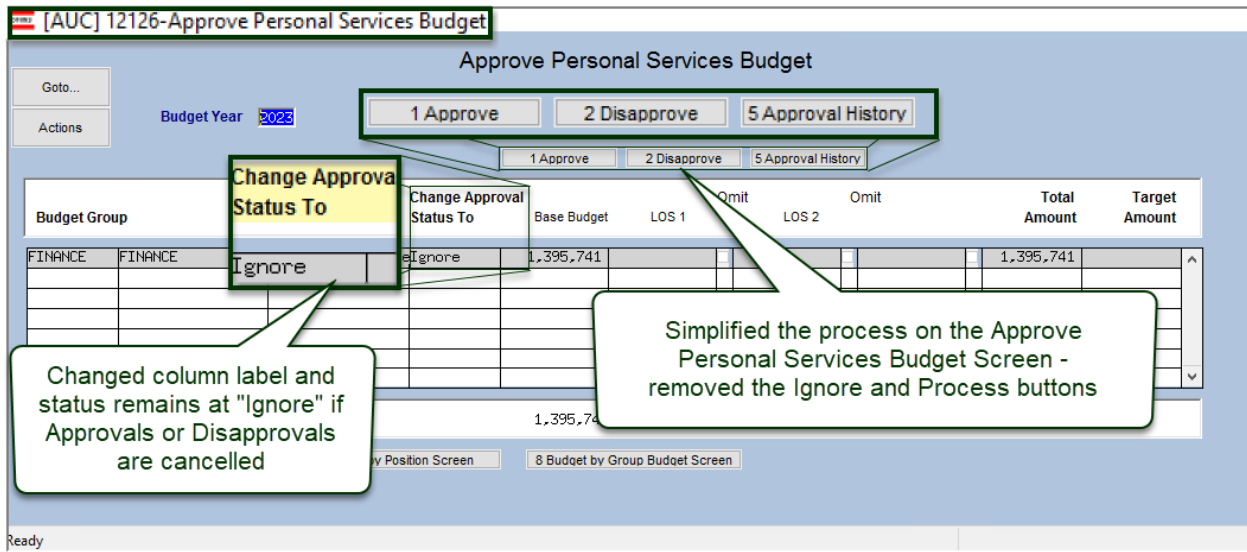 [AUC] 12126-Approve Personal Services Budget
Approve Personal Services Budget
Goto...
Actions
Budget Year 2023
1 Approve 2 Disapprove 5 Approval History
1 Approve 2 Disapprove 5 Approval History
Change Approva
Status To
Ignore
Budget Group
Change Approval
Status To
Base Budget
LOS 1
Omit
LOS 2
Omit
Total
Amount
Target
Amount
FINANCE FINANCE Ignore 1,395,741 1,395,741
Simplified the process on the Approve
Personal Services Budget Screen -
removed the Ignore and Process buttons
Changed column label and
status remains at "Ignore" if
Approvals or Disapprovals
are cancelled
Position Screen 8 Budget by Group Budget Screen
Ready